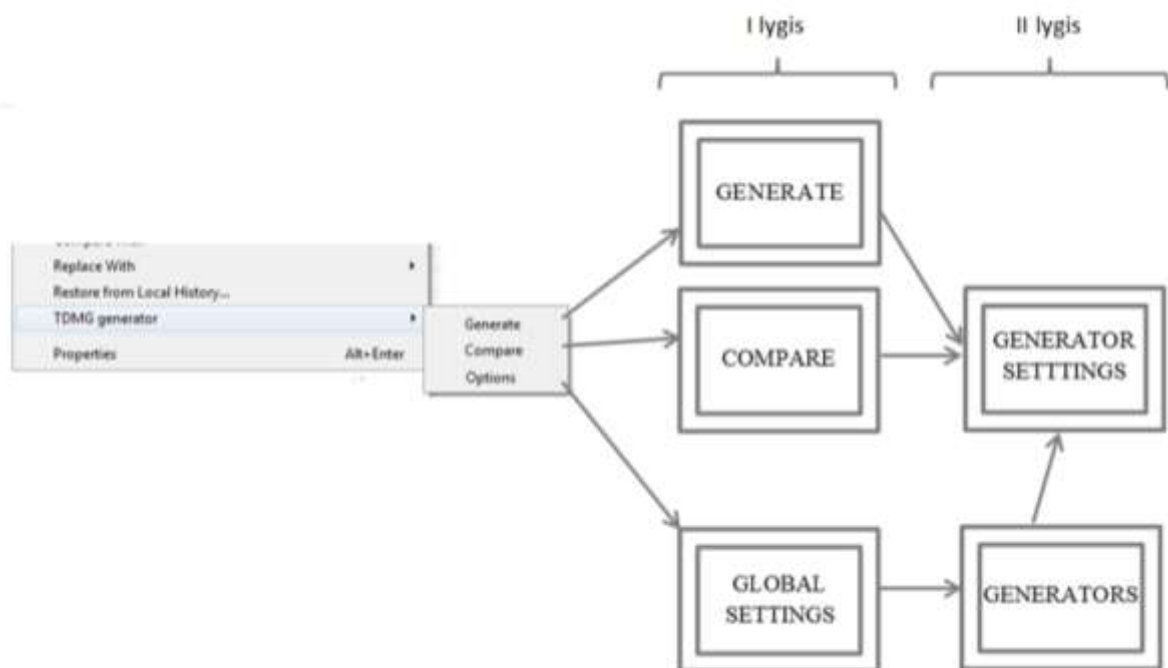 I lygis
II lygis
GENERATE
Replace With
Restore from Local History...
TDMG generator
Properties
Alt+Enter
Generate
Compare
Options
COMPARE
GENERATOR
SETTTINGS
GLOBAL
SETTINGS
GENERATORS